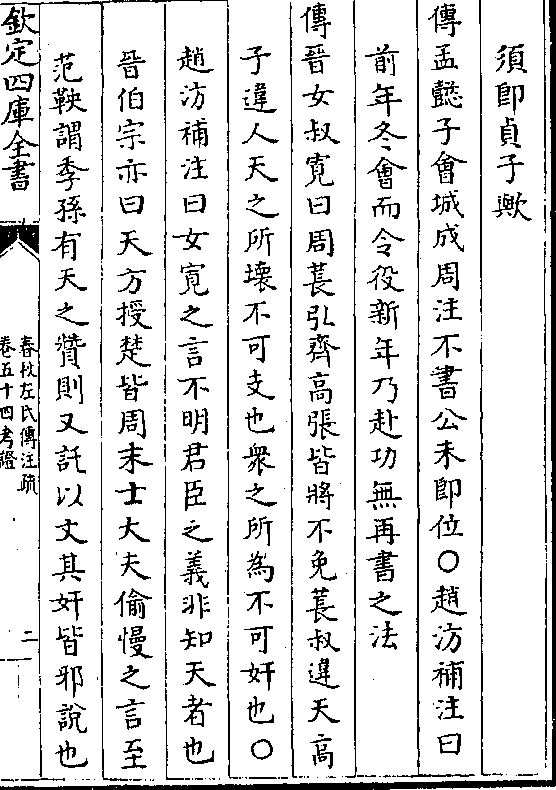 須即貞子歟
傳孟懿子會城成周注不書公未即位○趙汸補注曰
前年冬會而令役新年乃赴功無再書之法
傳晉女叔寛曰周萇弘齊高張皆將不免萇叔違天高
子違人天之所壞不可支也衆之所為不可奸也○
趙汸補注曰女寛之言不明君臣之義非知天者也
晉伯宗亦曰天方授楚皆周末士大夫偷慢之言至
范鞅謂季孫有天之贊則又託以文其奸皆邪說也
欽定四庫全書
春秋左氏傳注疏
卷五十四考證
二